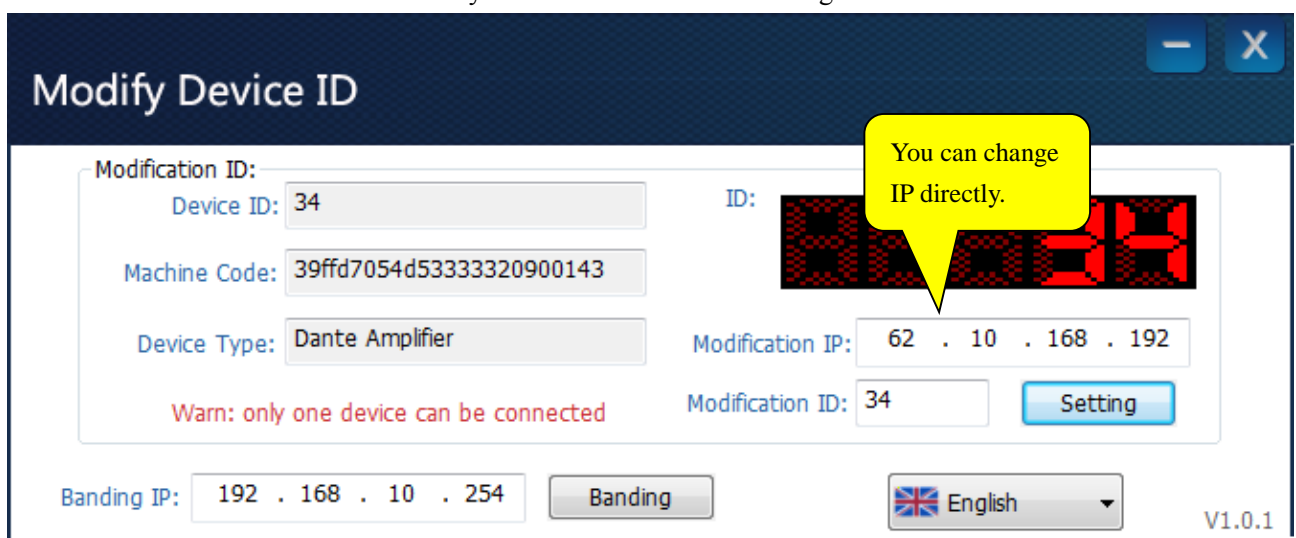 Modify Device ID
You can change
IP directly.
Modification ID:
Device ID: 34
ID: 34
Machine Code: 39ffd7054d53333320900143
Device Type: Dante Amplifier
Modification IP: 62 . 10 . 168 . 192
Warn: only one device can be connected
Modification ID: 34
Setting
Banding IP: 192 . 168 . 10 . 254
Banding
English
V1.0.1